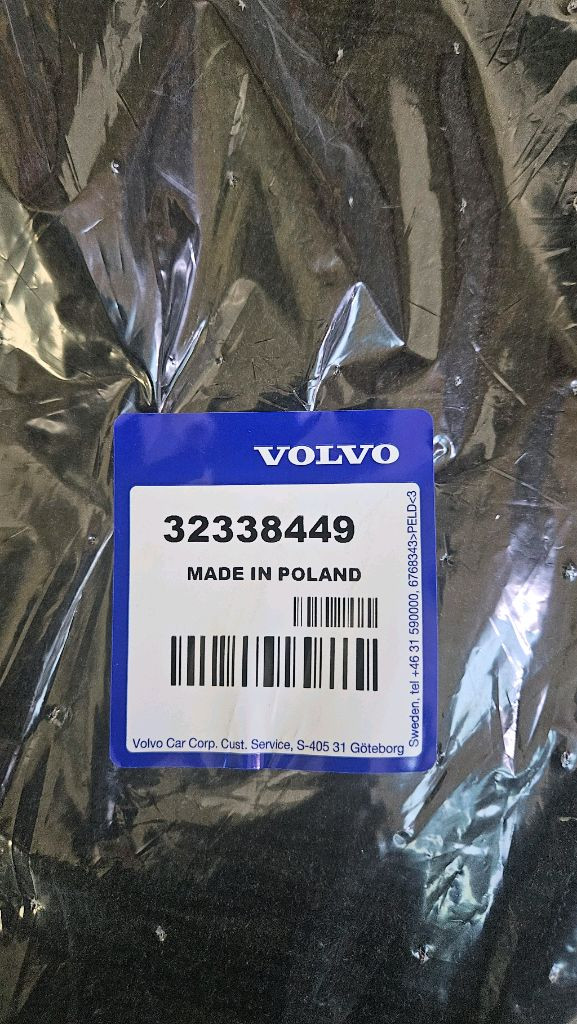 VOLVO
32338449
MADE IN POLAND
Volvo Car Corp. Cust. Service, S-405 31 Göteborg
Sweden. tel +46 31 590000, 6768343>PELD<3